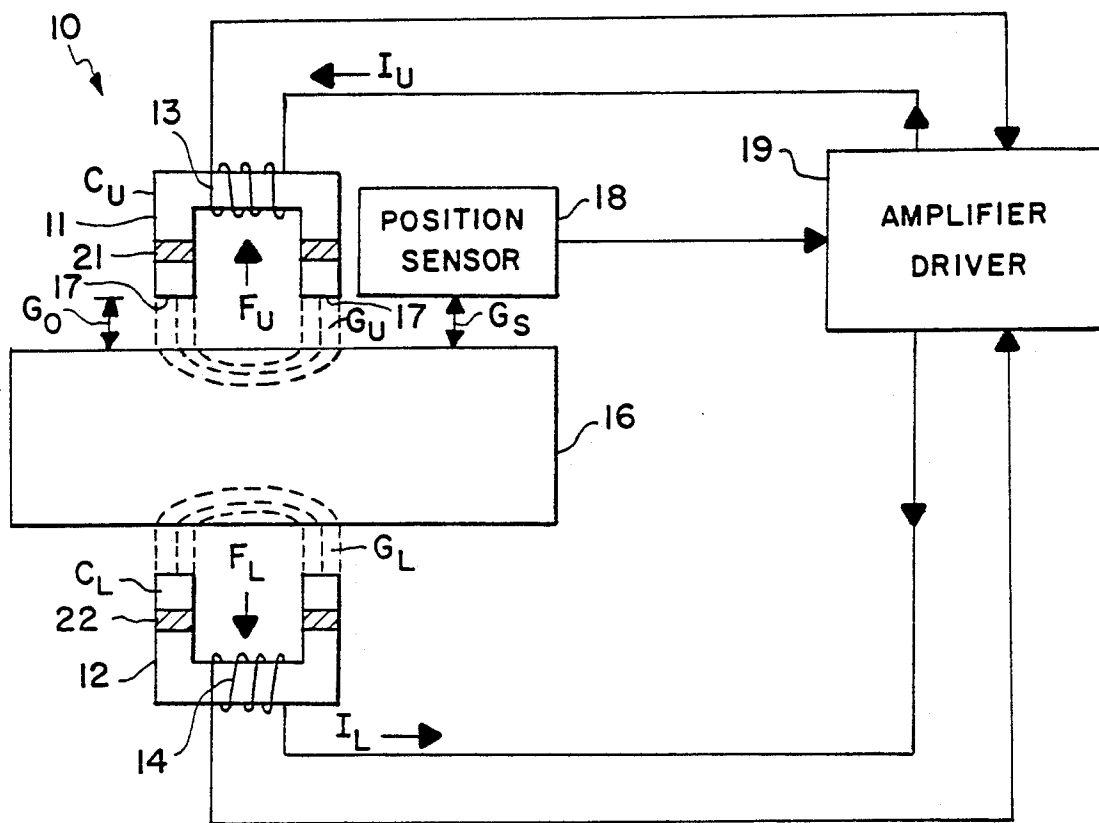 10
I_U
13
19
C_U
11
21
17
G_O
F_U
G_U
17
POSITION
SENSOR
18
G_S
AMPLIFIER
DRIVER
16
G_L
C_L
F_L
22
12
14
I_L